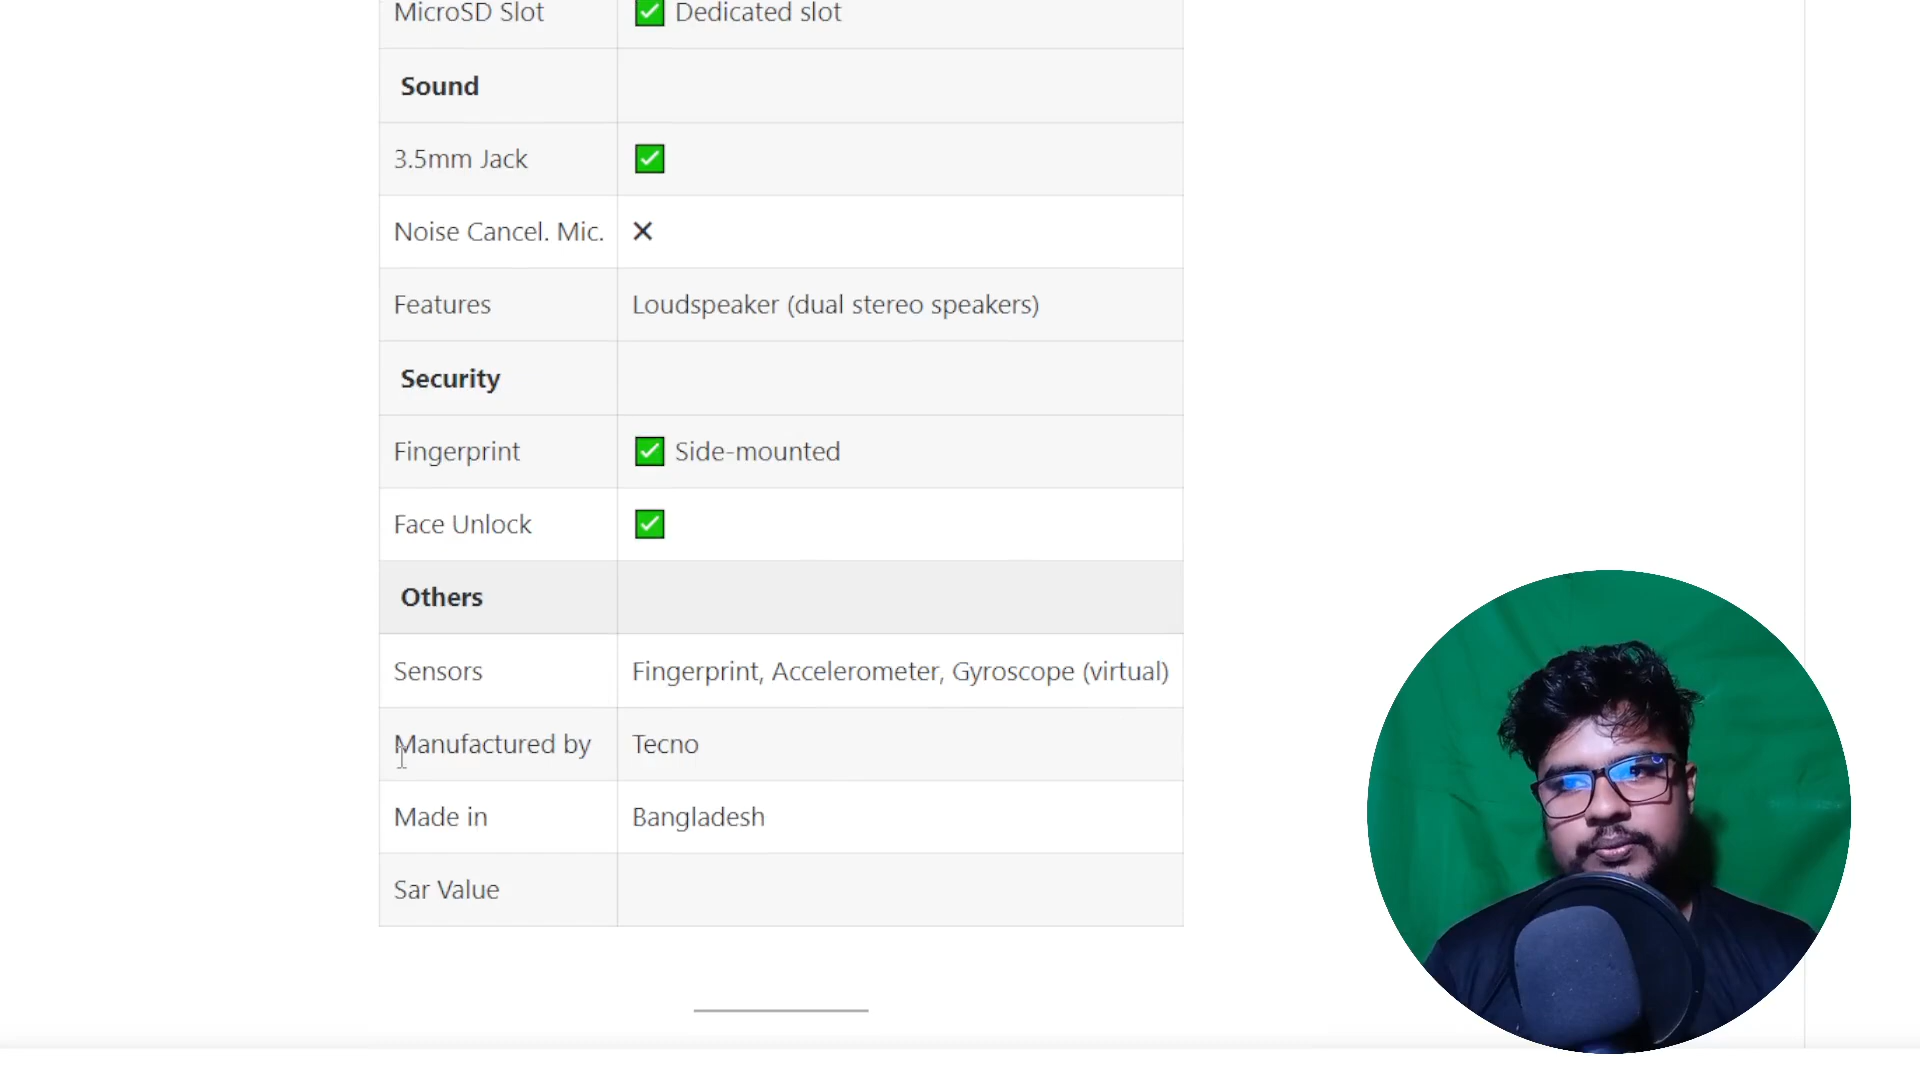 MicroSD Slot ✅ Dedicated slot
Sound
3.5mm Jack ✅
Noise Cancel. Mic. ✕
Features Loudspeaker (dual stereo speakers)
Security
Fingerprint ✅ Side-mounted
Face Unlock ✅
Others
Sensors Fingerprint, Accelerometer, Gyroscope (virtual)
Manufactured by Tecno
Made in Bangladesh
Sar Value